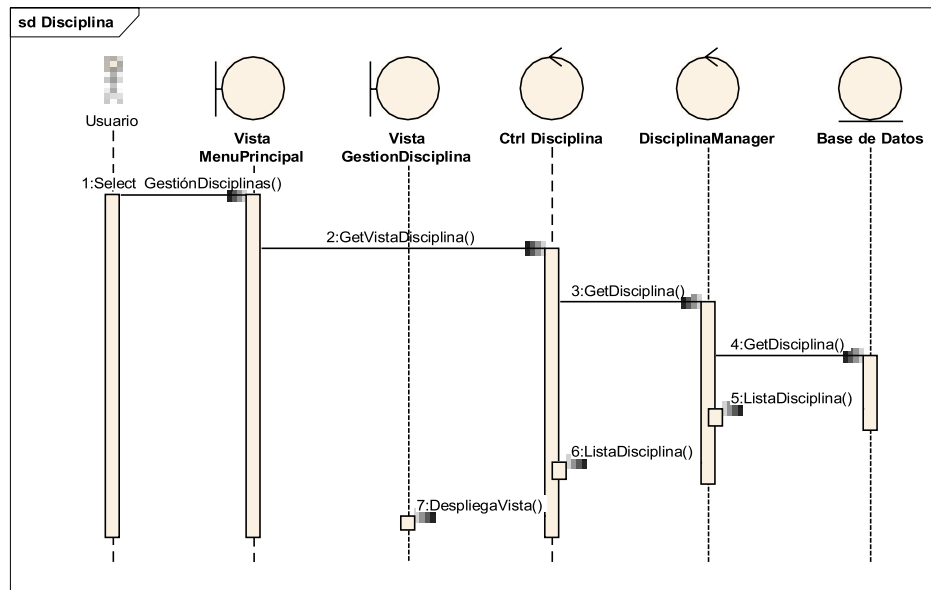 sd Disciplina
Usuario
Vista
MenuPrincipal
Vista
GestionDisciplina
Ctrl Disciplina
DisciplinaManager
Base de Datos
1:Select GestiónDisciplinas()
2:GetVistaDisciplina()
3:GetDisciplina()
4:GetDisciplina()
5:ListaDisciplina()
6:ListaDisciplina()
7:DespliegaVista()